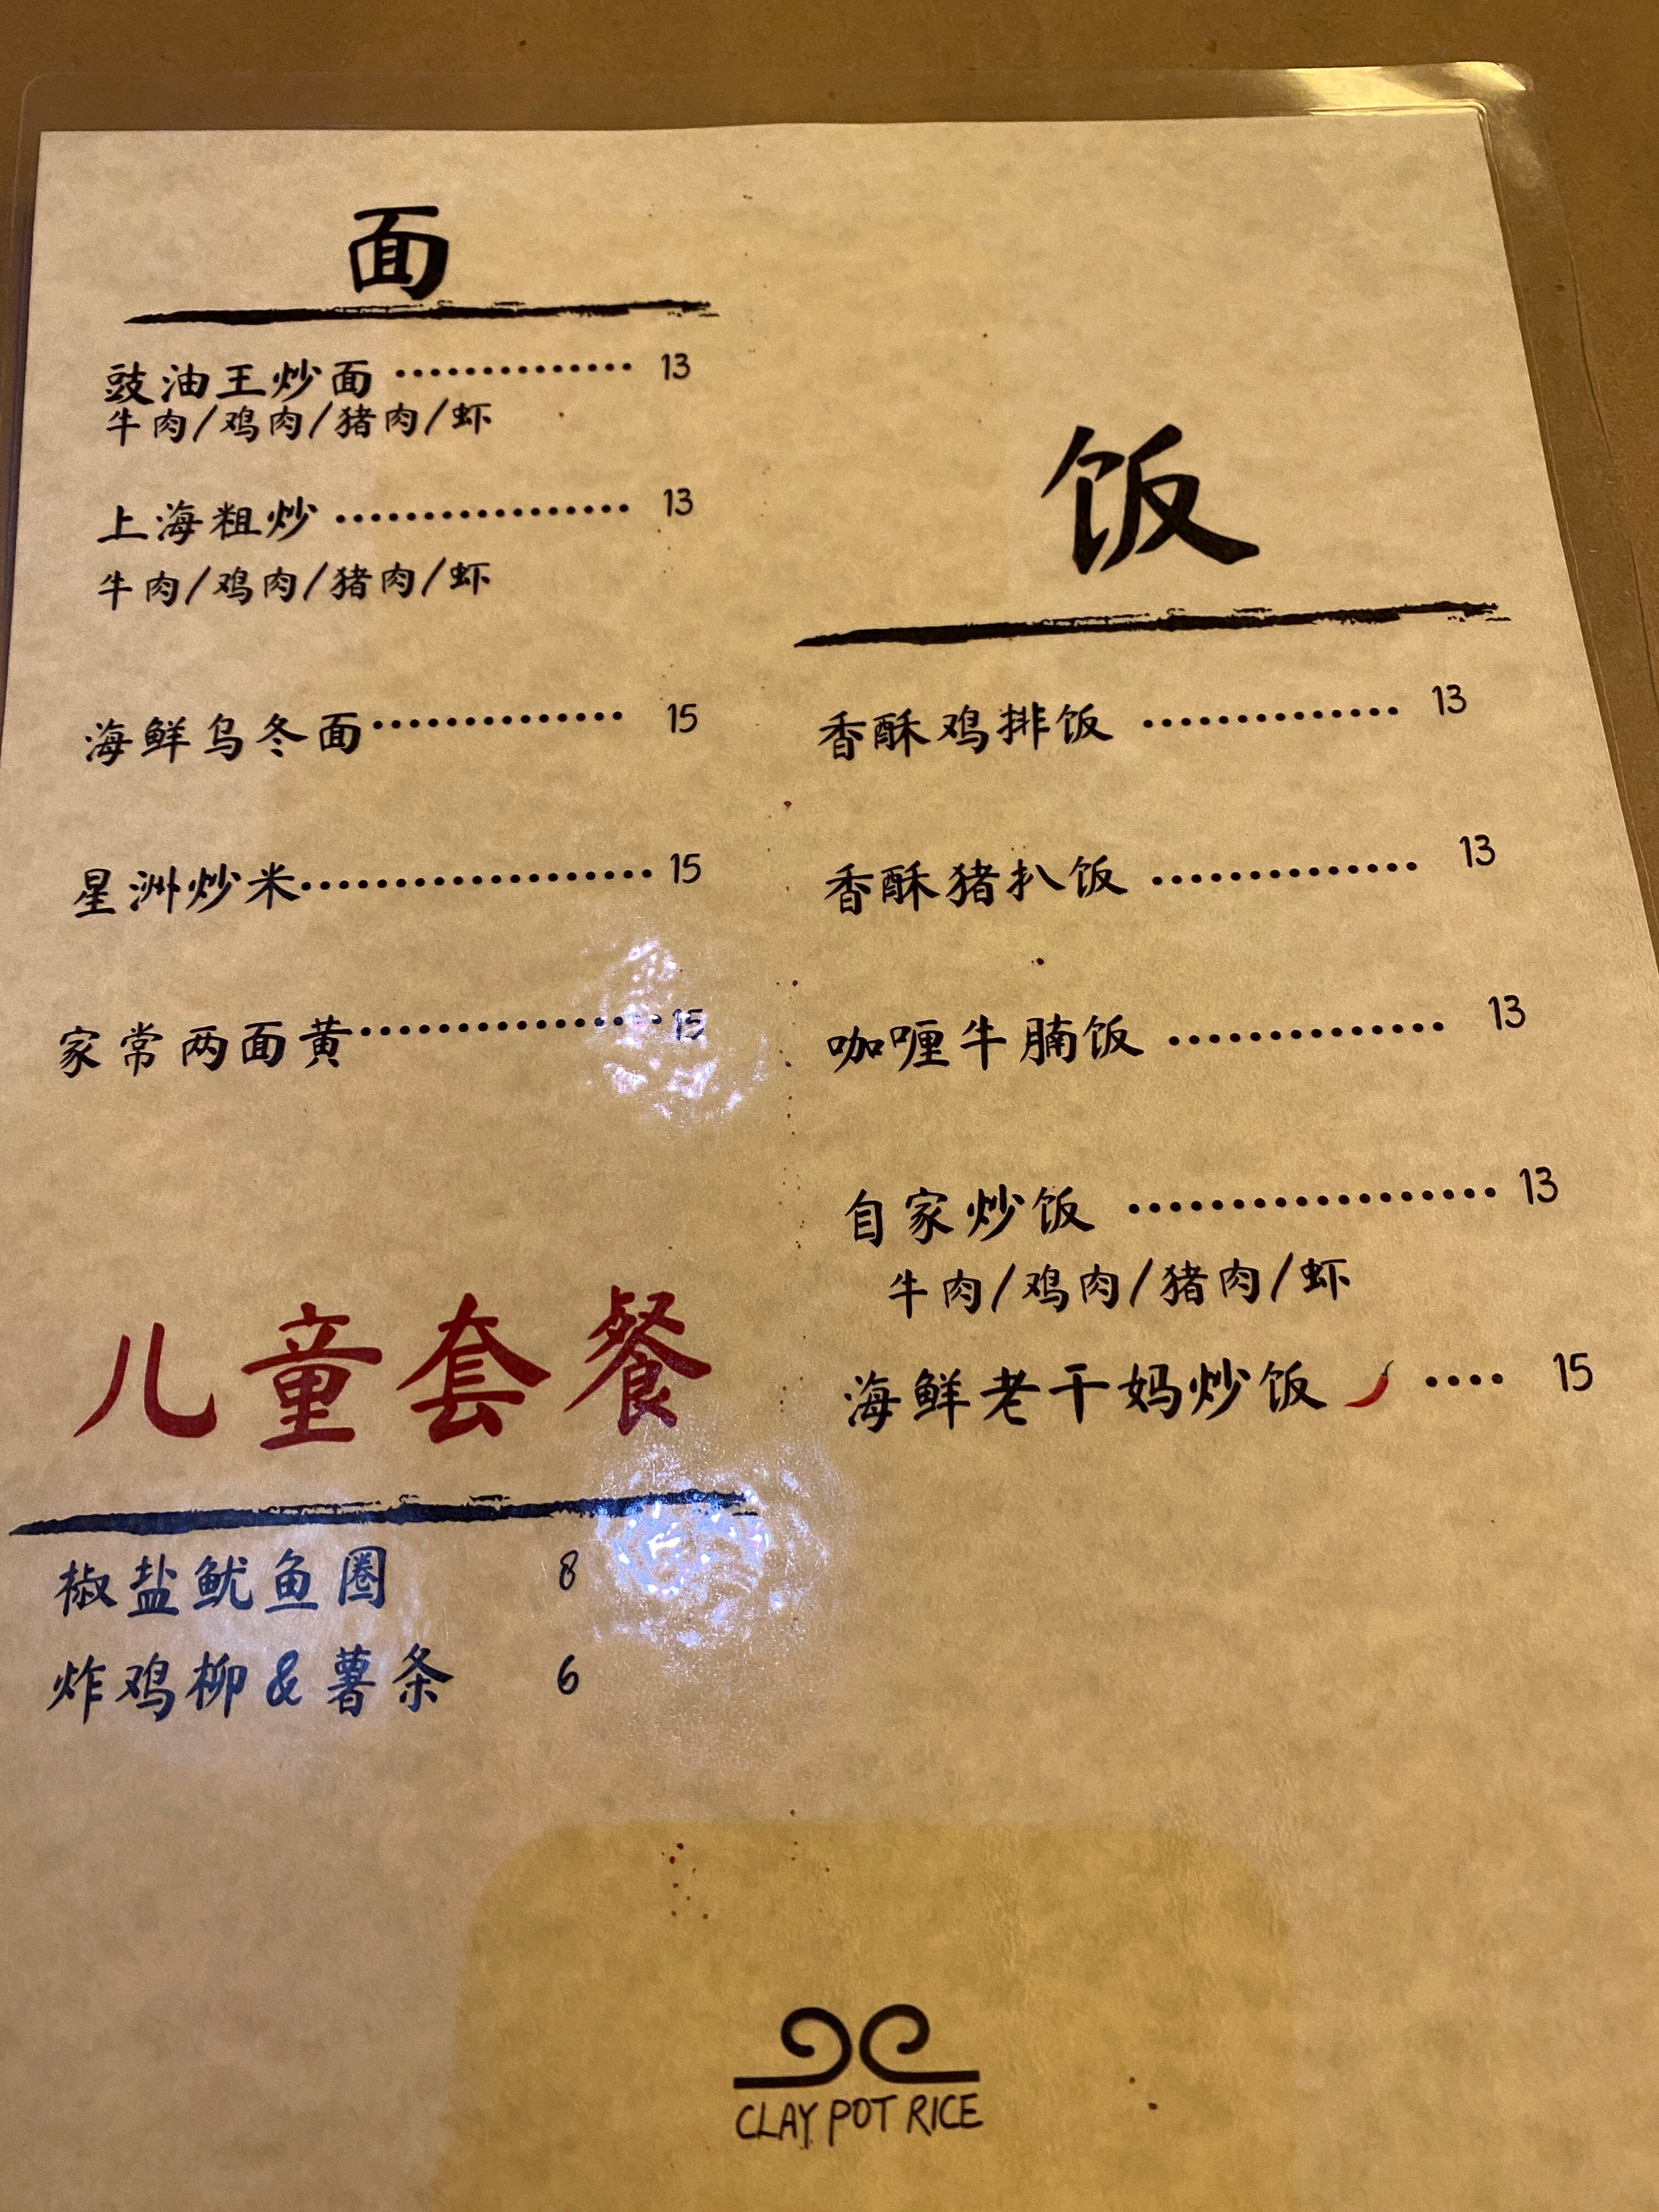 面
豉油王炒面 ·············· 13
牛肉/鸡肉/猪肉/虾
上海粗炒 ················· 13
牛肉/鸡肉/猪肉/虾
海鲜乌冬面 ·············· 15
星洲炒米 ··················· 15
家常两面黄 ················ 15
儿童套餐
椒盐鱿鱼圈 8
炸鸡柳&薯条 6
饭
香酥鸡排饭 ············· 13
香酥猪扒饭 ············· 13
咖喱牛腩饭 ············· 13
自家炒饭 ·················· 13
牛肉/鸡肉/猪肉/虾
海鲜老干妈炒饭 ···· 15
CLAY POT RICE